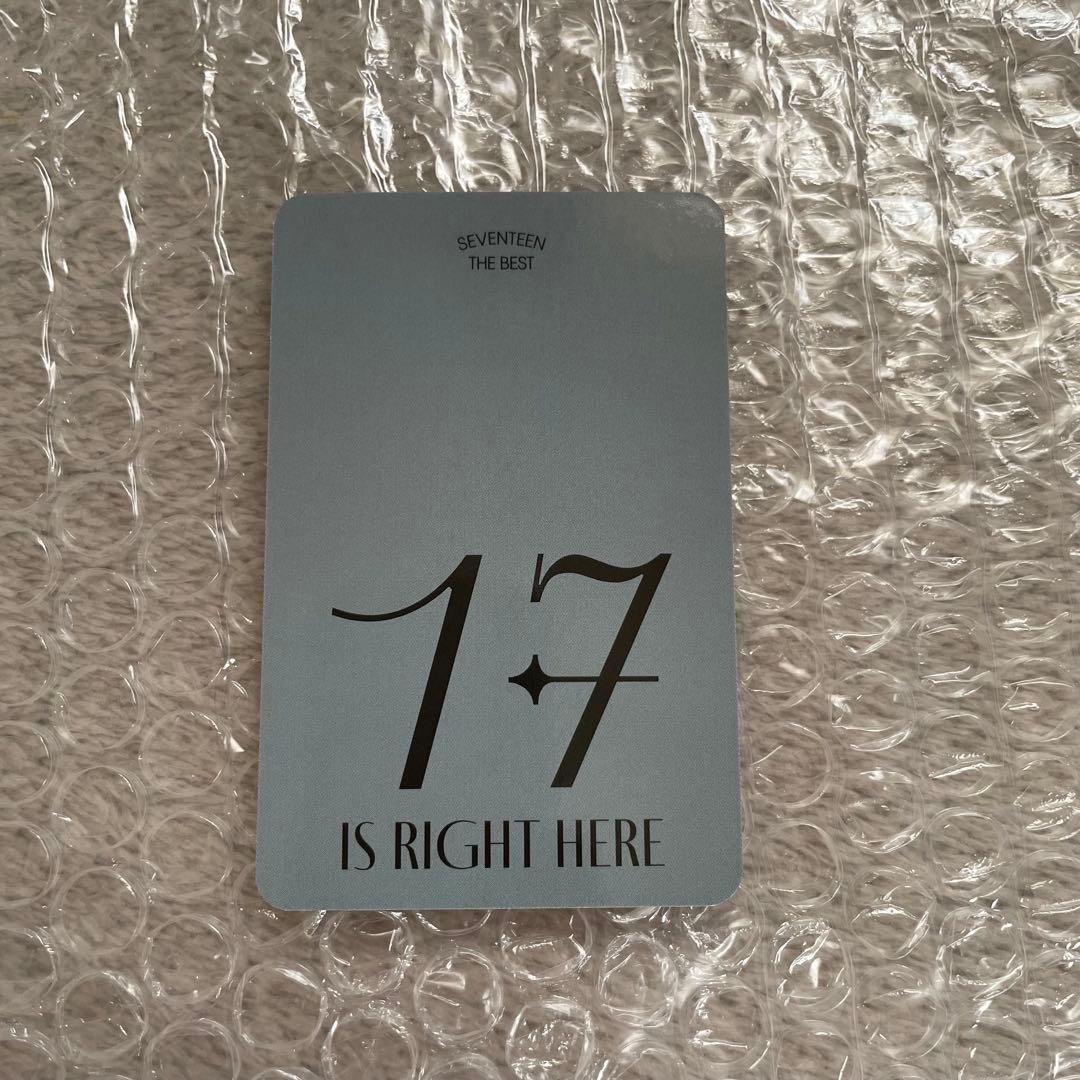 SEVENTEEN
THE BEST
17
IS RIGHT HERE